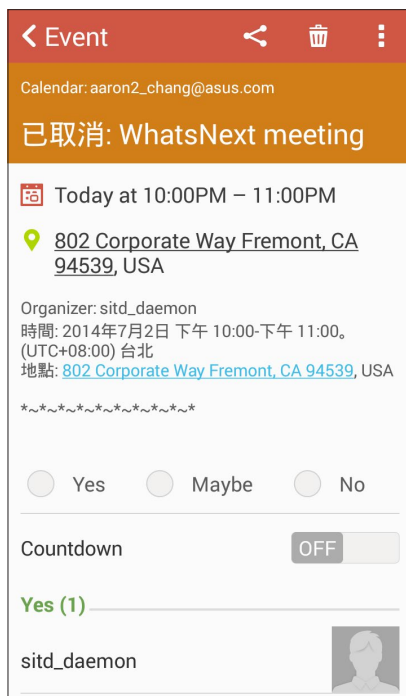 Event
Calendar: aaron2_chang@asus.com
已取消: WhatsNext meeting
Today at 10:00PM – 11:00PM
802 Corporate Way Fremont, CA
94539, USA
Organizer: sitd_daemon
時間: 2014年7月2日 下午 10:00-下午 11:00。
(UTC+08:00) 台北
地點: 802 Corporate Way Fremont, CA 94539, USA
*~*~*~*~*~*~*~*~*~*
Yes Maybe No
Countdown OFF
Yes (1)
sitd_daemon